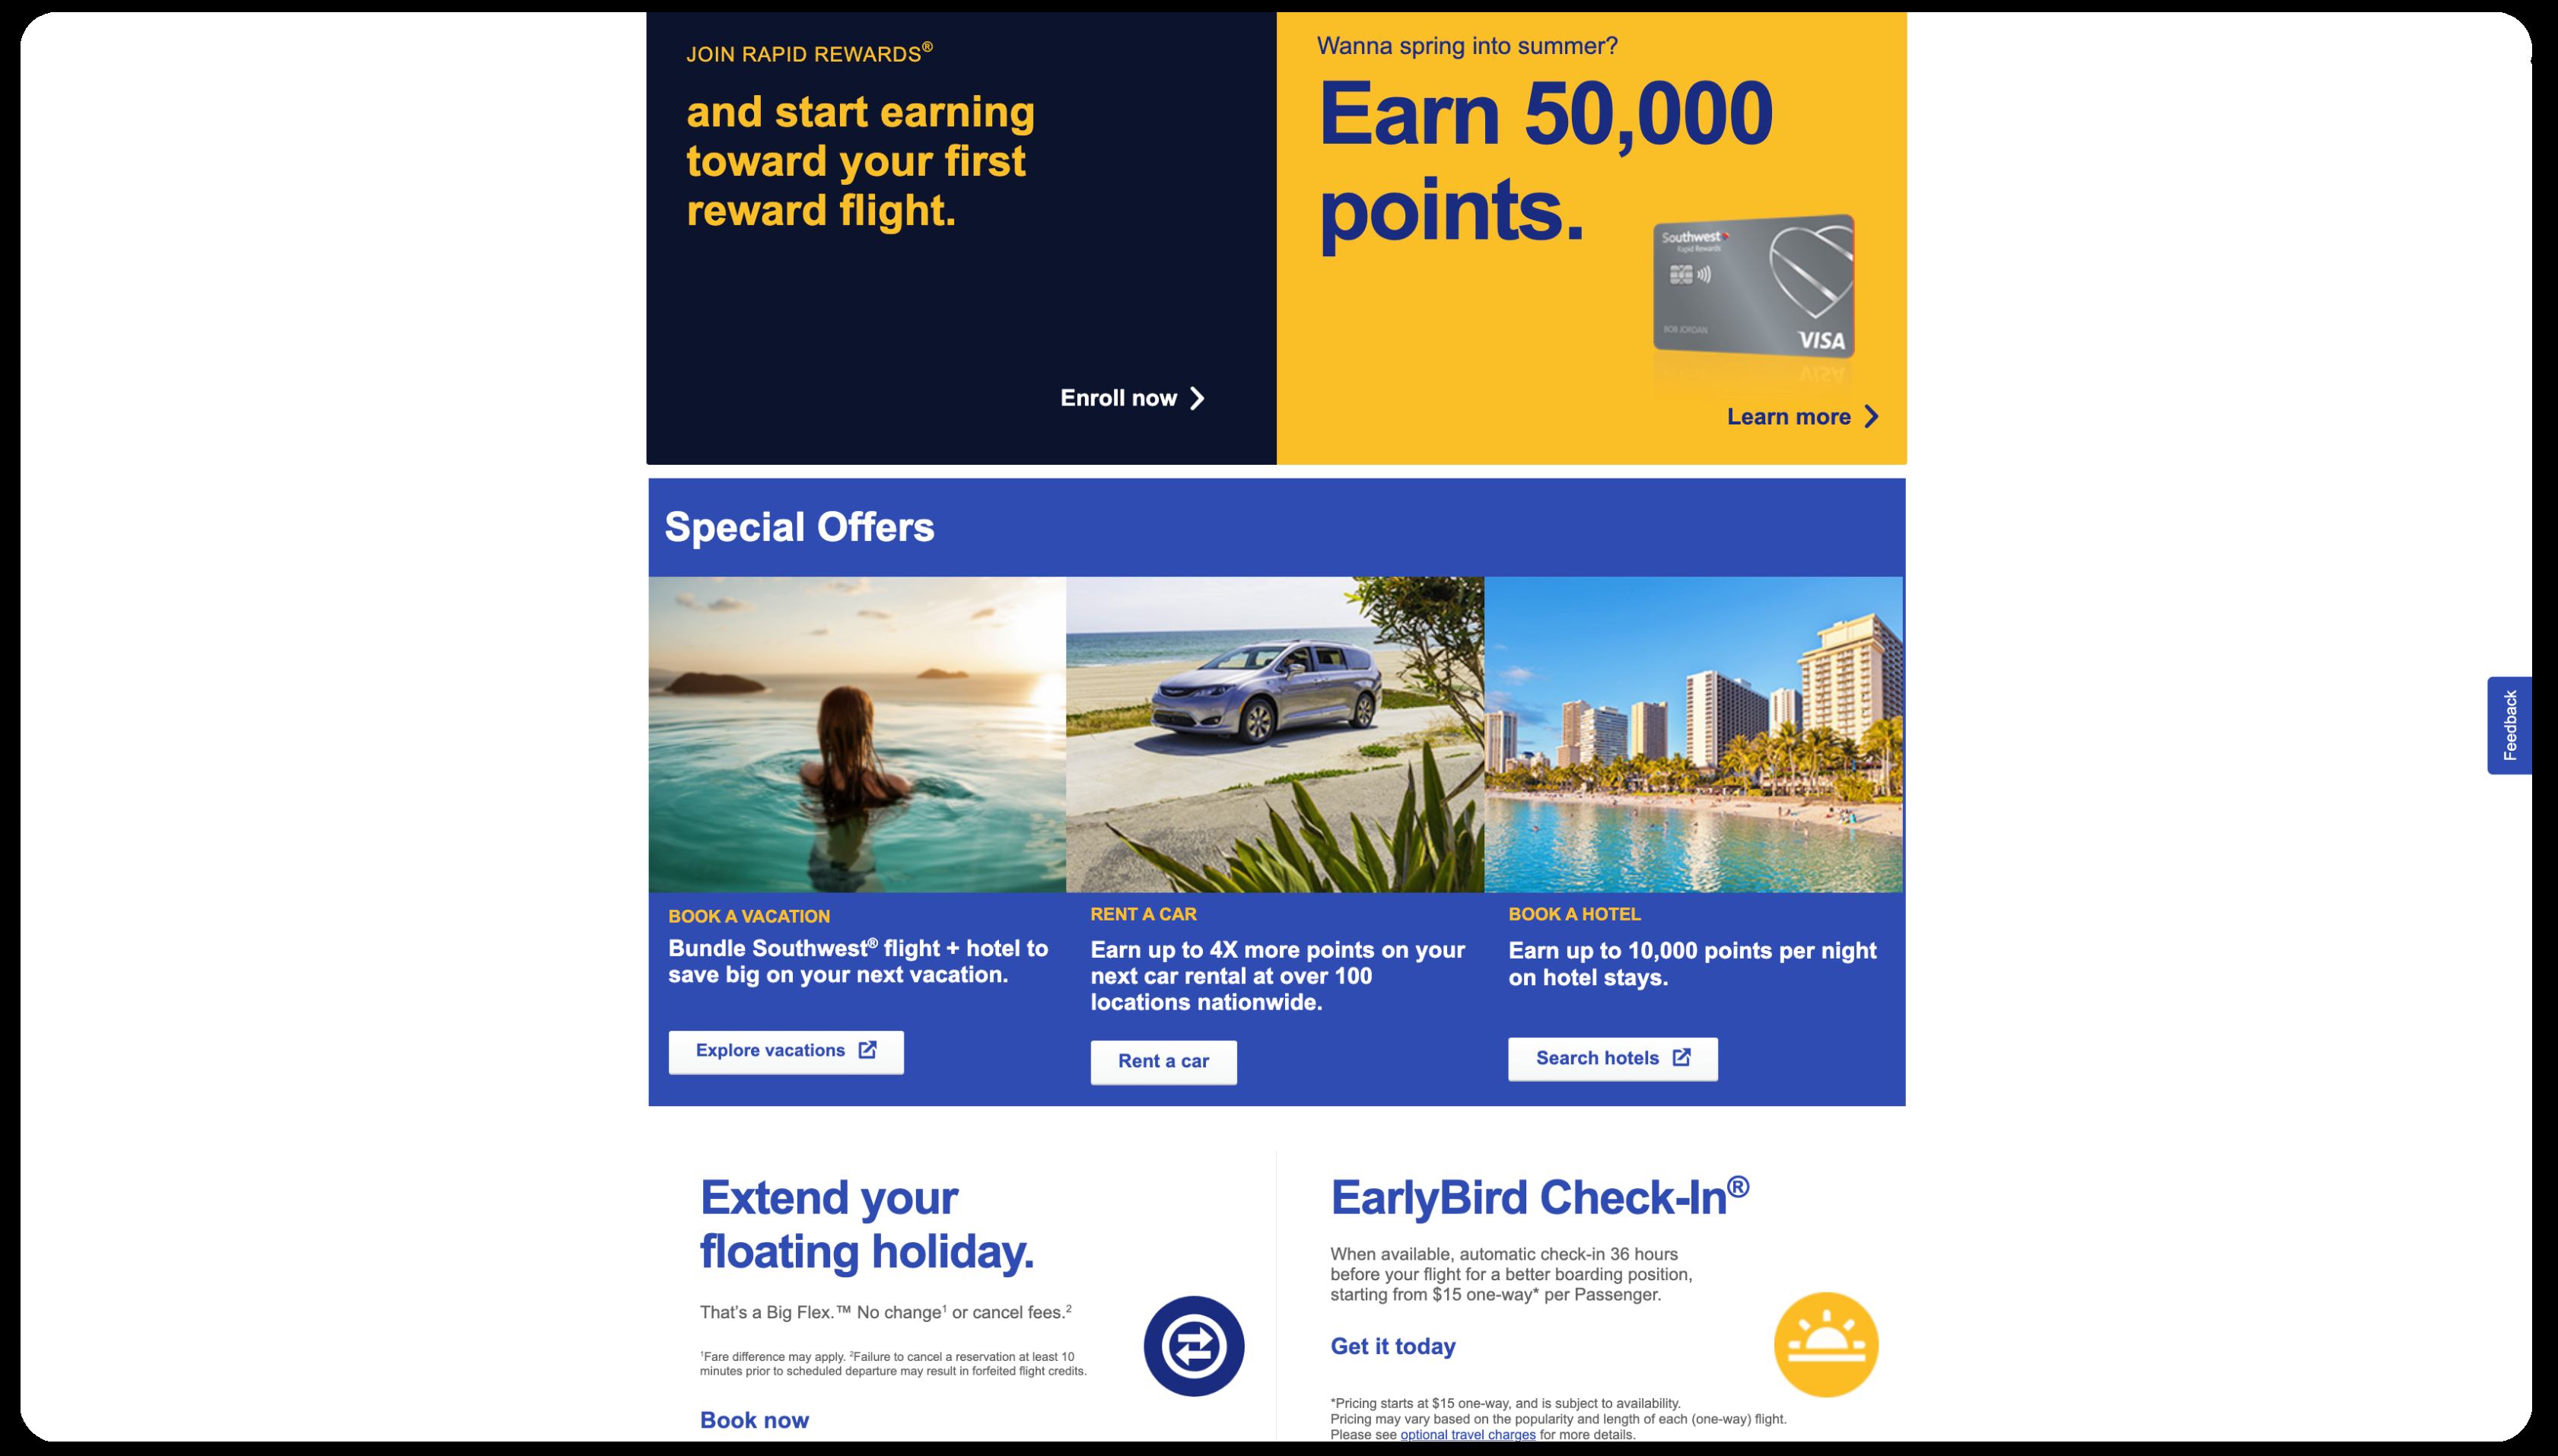 JOIN RAPID REWARDS®
and start earning
toward your first
reward flight.
Enroll now
Wanna spring into summer?
Earn 50,000
points.
Southwest
Rapid Rewards
BOB JORDAN
VISA
Learn more
Special Offers
BOOK A VACATION
Bundle Southwest® flight + hotel to
save big on your next vacation.
Explore vacations
RENT A CAR
Earn up to 4X more points on your
next car rental at over 100
locations nationwide.
Rent a car
BOOK A HOTEL
Earn up to 10,000 points per night
on hotel stays.
Search hotels
Feedback
Extend your
floating holiday.
That's a Big Flex.™ No change¹ or cancel fees.²
¹Fare difference may apply. ²Failure to cancel a reservation at least 10
minutes prior to scheduled departure may result in forfeited flight credits.
Book now
EarlyBird Check-In®
When available, automatic check-in 36 hours
before your flight for a better boarding position,
starting from $15 one-way* per Passenger.
Get it today
*Pricing starts at $15 one-way, and is subject to availability.
Pricing may vary based on the popularity and length of each (one-way) flight.
Please see optional travel charges for more details.